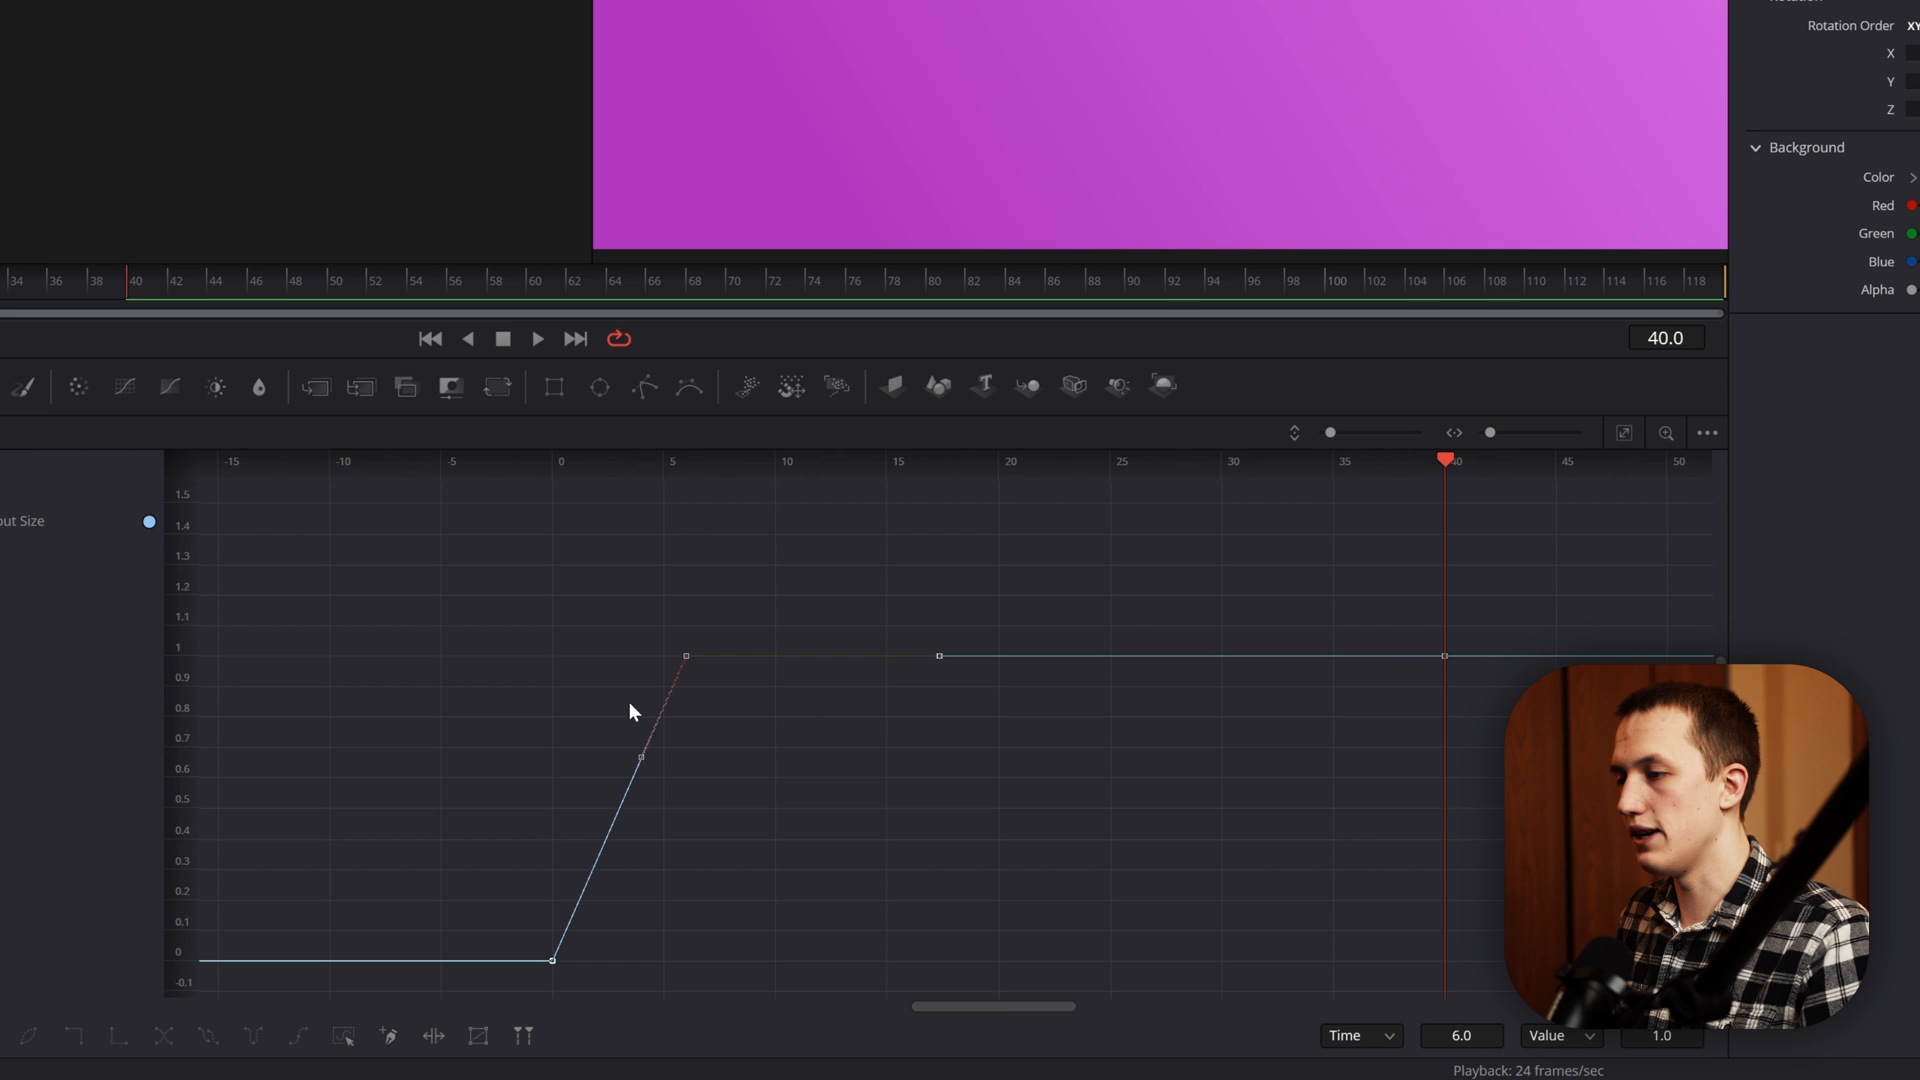 Rotation
Rotation Order XY
X
Y
Z
Background
Color
Red
Green
Blue
Alpha
34 36 38 40 42 44 46 48 50 52 54 56 58 60 62 64 66 68 70 72 74 76 78 80 82 84 86 88 90 92 94 96 98 100 102 104 106 108 110 112 114 116 118
40.0
-15 -10 -5 0 5 10 15 20 25 30 35 40 45 50
1.5
put Size
1.4
1.3
1.2
1.1
1
0.9
0.8
0.7
0.6
0.5
0.4
0.3
0.2
0.1
0
-0.1
Time 6.0 Value 1.0
Playback: 24 frames/sec